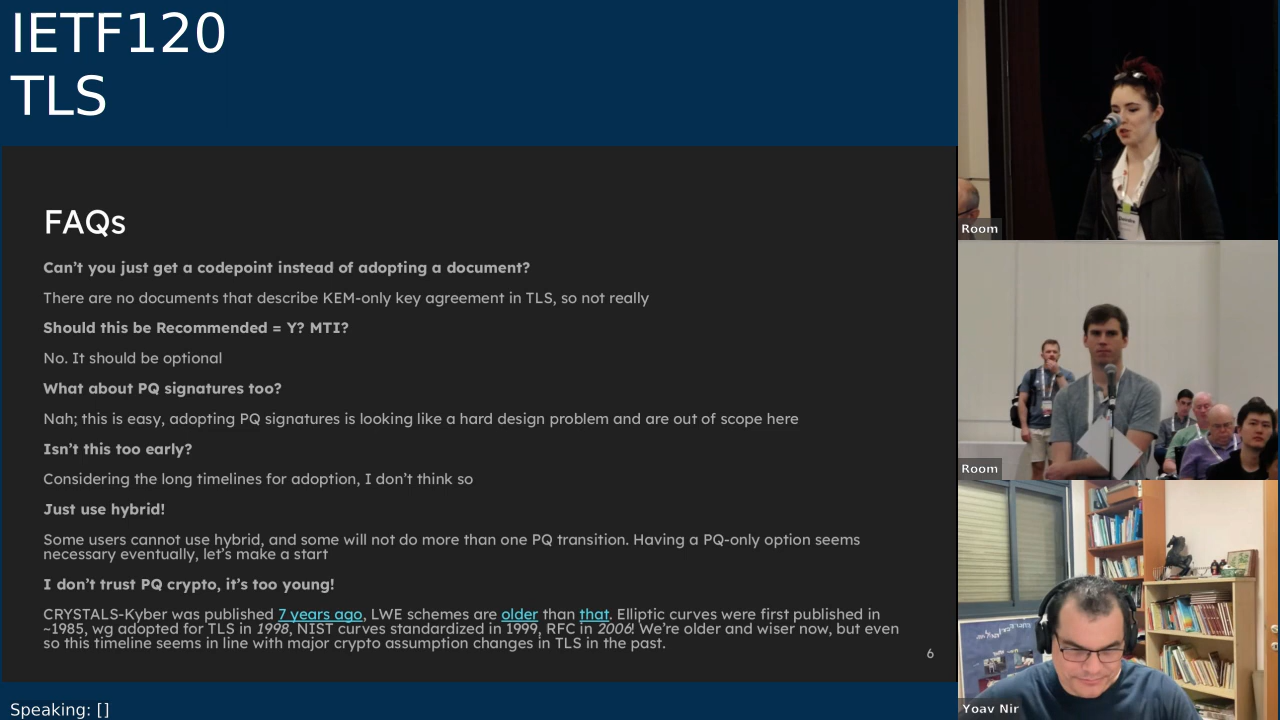 IETF120
TLS
FAQs
Can’t you just get a codepoint instead of adopting a document?
There are no documents that describe KEM-only key agreement in TLS, so not really
Should this be Recommended = Y? MTI?
No. It should be optional
What about PQ signatures too?
Nah; this is easy, adopting PQ signatures is looking like a hard design problem and are out of scope here
Isn’t this too early?
Considering the long timelines for adoption, I don’t think so
Just use hybrid!
Some users cannot use hybrid, and some will not do more than one PQ transition. Having a PQ-only option seems
necessary eventually, let’s make a start
I don’t trust PQ crypto, it’s too young!
CRYSTALS-Kyber was published 7 years ago, LWE schemes are older than that. Elliptic curves were first published in
~1985, wg adopted for TLS in 1998, NIST curves standardized in 1999, RFC in 2006! We’re older and wiser now, but even
so this timeline seems in line with major crypto assumption changes in TLS in the past.
6
Speaking: []
Room
Room
Yoav Nir